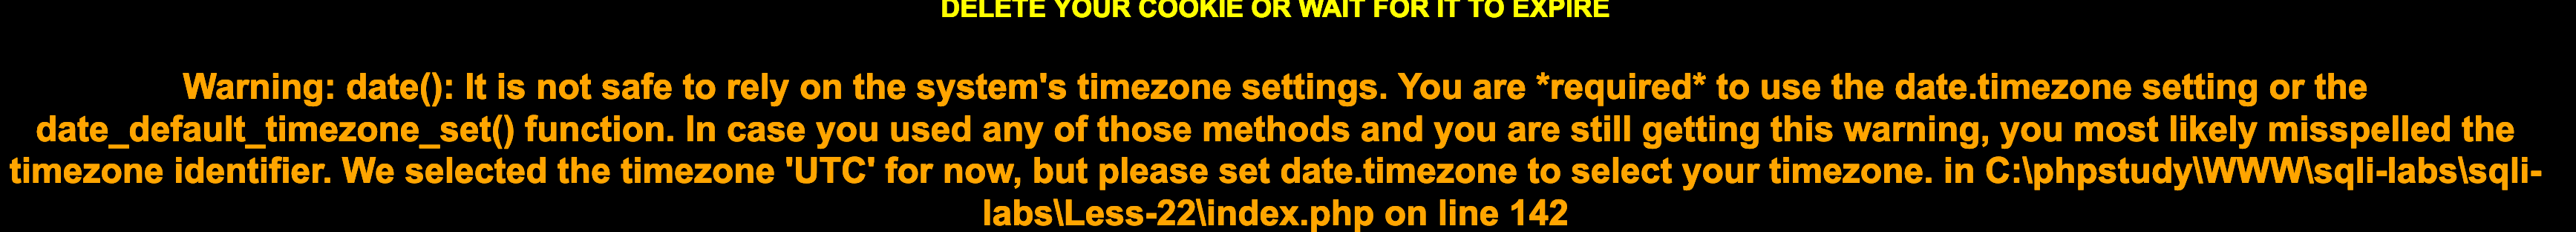 DELETE YOUR COOKIE OR WAIT FOR IT TO EXPIRE
Warning: date(): It is not safe to rely on the system's timezone settings. You are *required* to use the date.timezone setting or the
date_default_timezone_set() function. In case you used any of those methods and you are still getting this warning, you most likely misspelled the
timezone identifier. We selected the timezone 'UTC' for now, but please set date.timezone to select your timezone. in C:\phpstudy\WWW\sqli-labs\sqli-
labs\Less-22\index.php on line 142